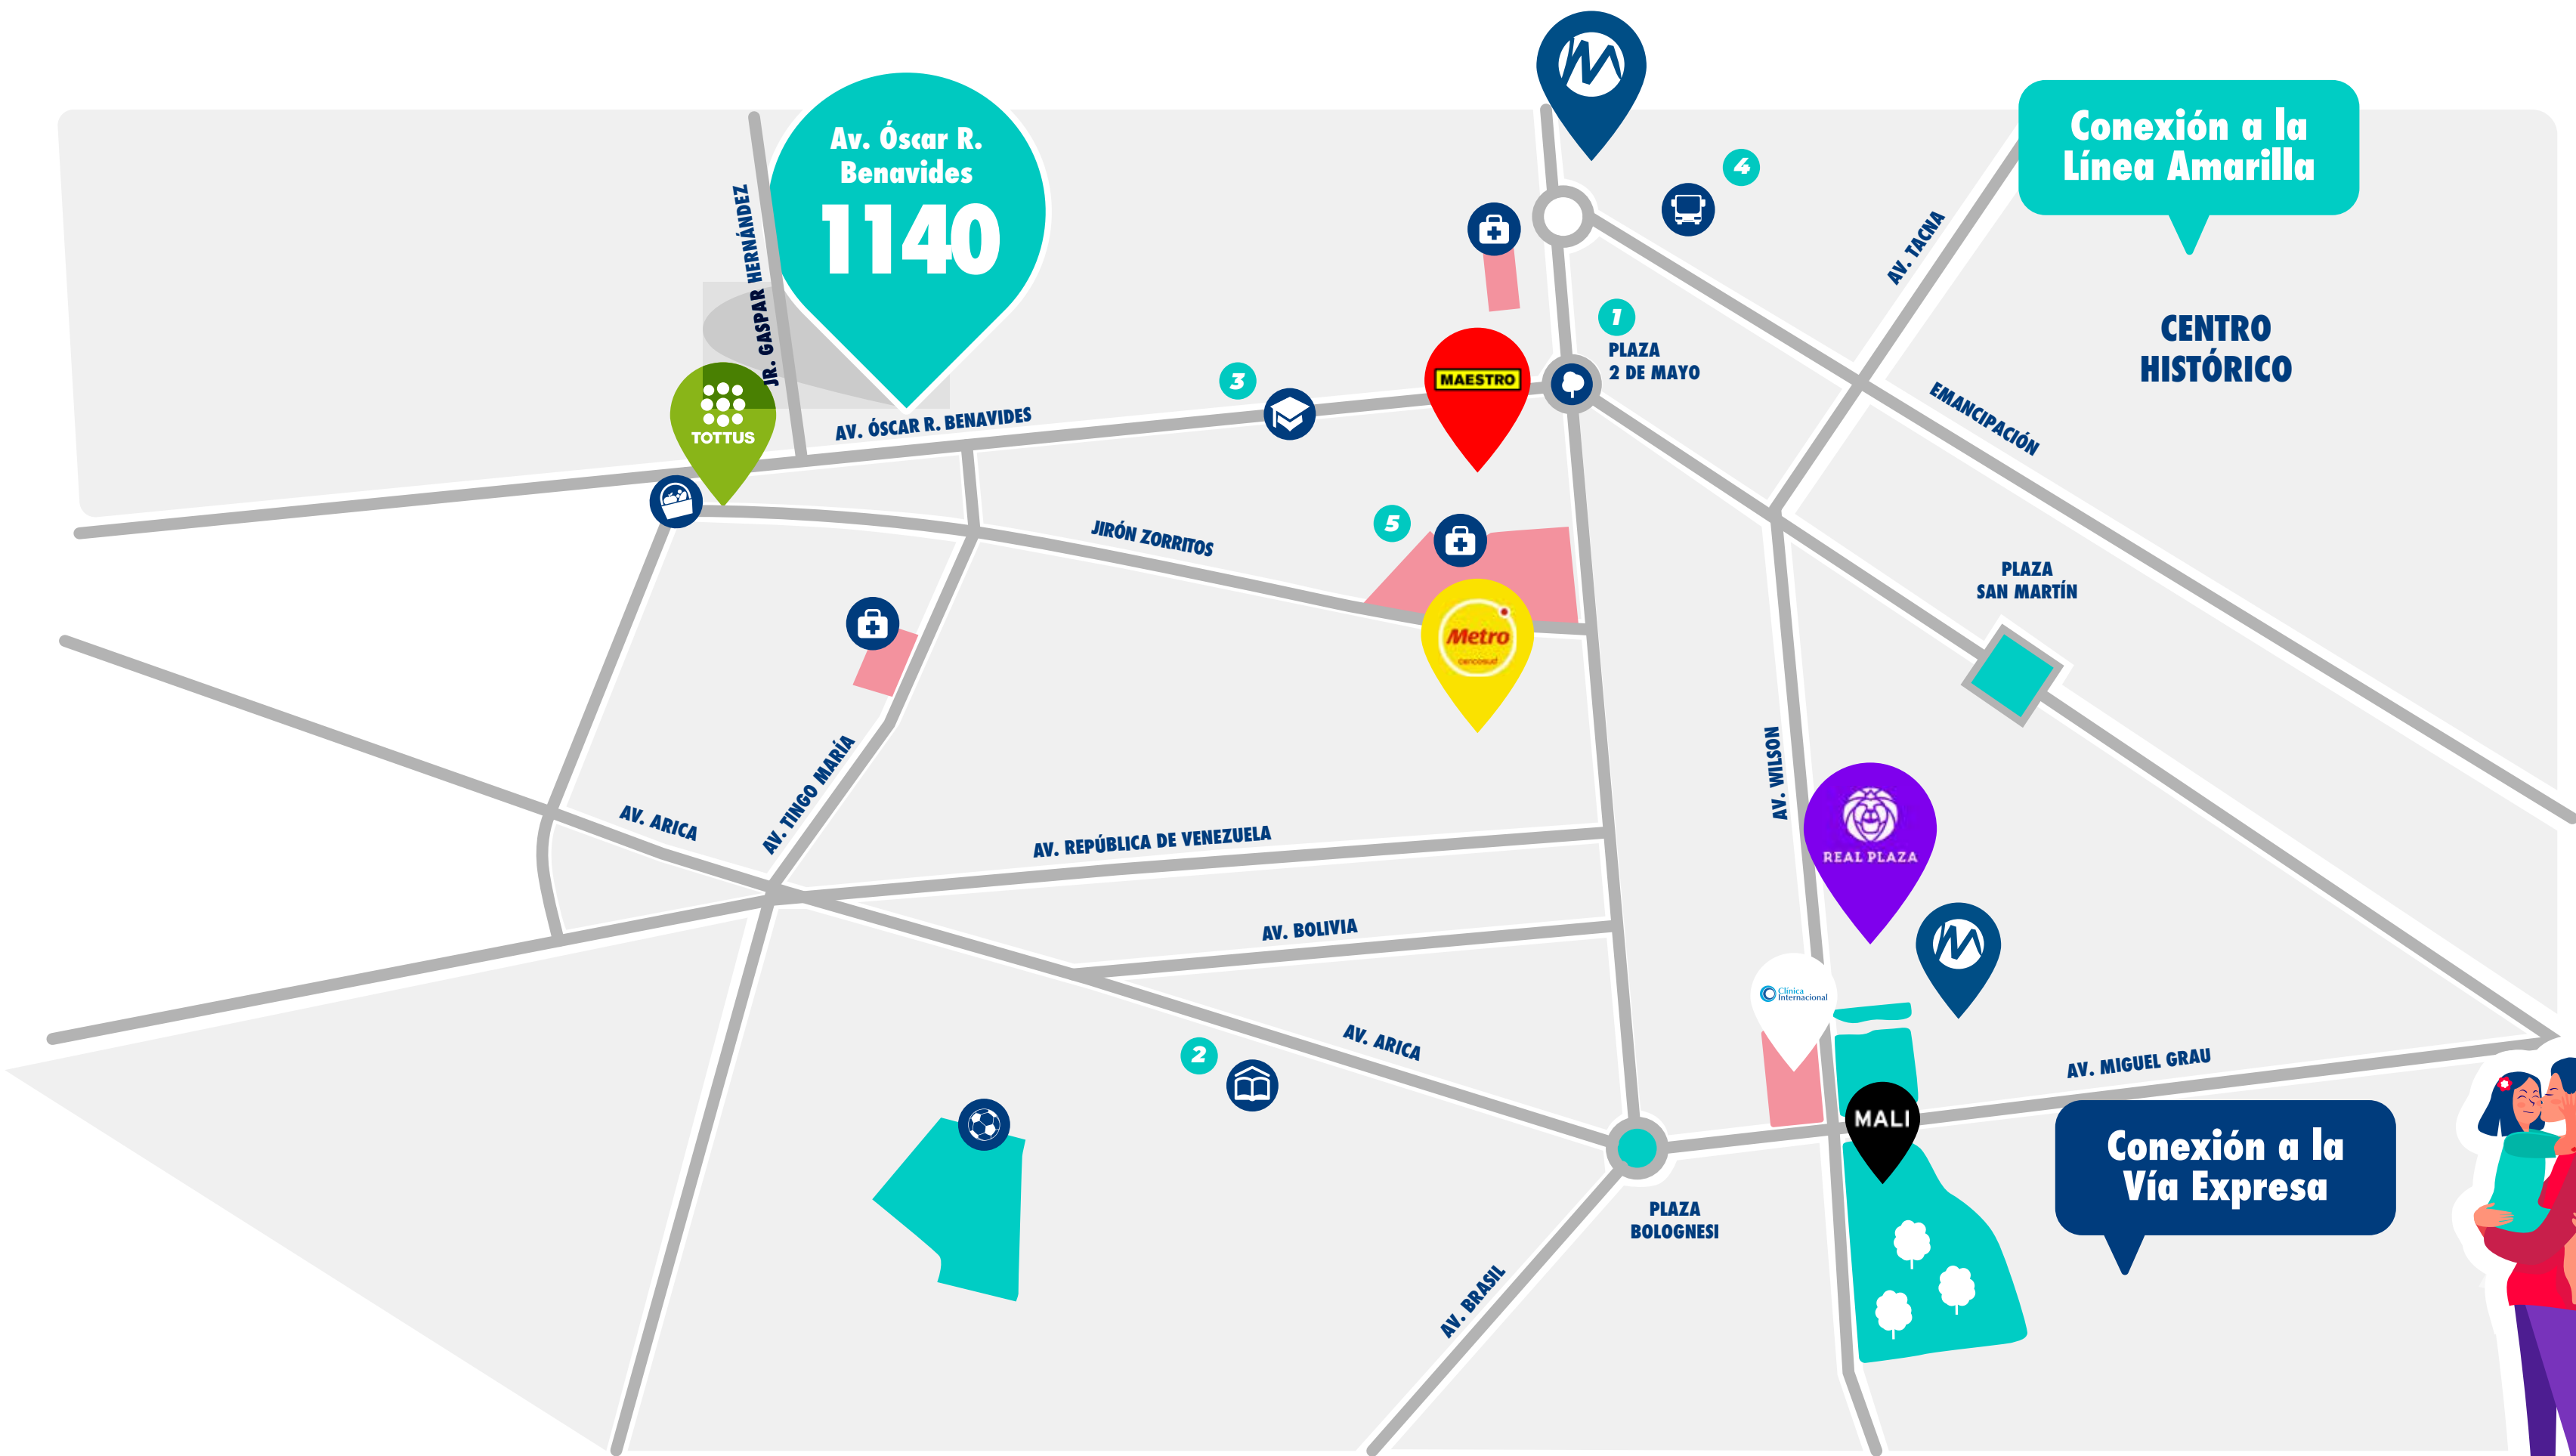 Av. Óscar R.
Benavides
1140
Conexión a la
Línea Amarilla
4
JR. GASPAR HERNÁNDEZ
AV. TACNA
1
PLAZA
2 DE MAYO
CENTRO
HISTÓRICO
3
MAESTRO
TOTTUS
AV. ÓSCAR R. BENAVIDES
EMANCIPACIÓN
5
JIRÓN ZORRITOS
PLAZA
SAN MARTÍN
Metro
cencosud
AV. TINGO MARÍA
AV. WILSON
AV. ARICA
AV. REPÚBLICA DE VENEZUELA
REAL PLAZA
AV. BOLIVIA
Clínica
Internacional
2
AV. ARICA
AV. MIGUEL GRAU
MALI
Conexión a la
Vía Expresa
PLAZA
BOLOGNESI
AV. BRASIL